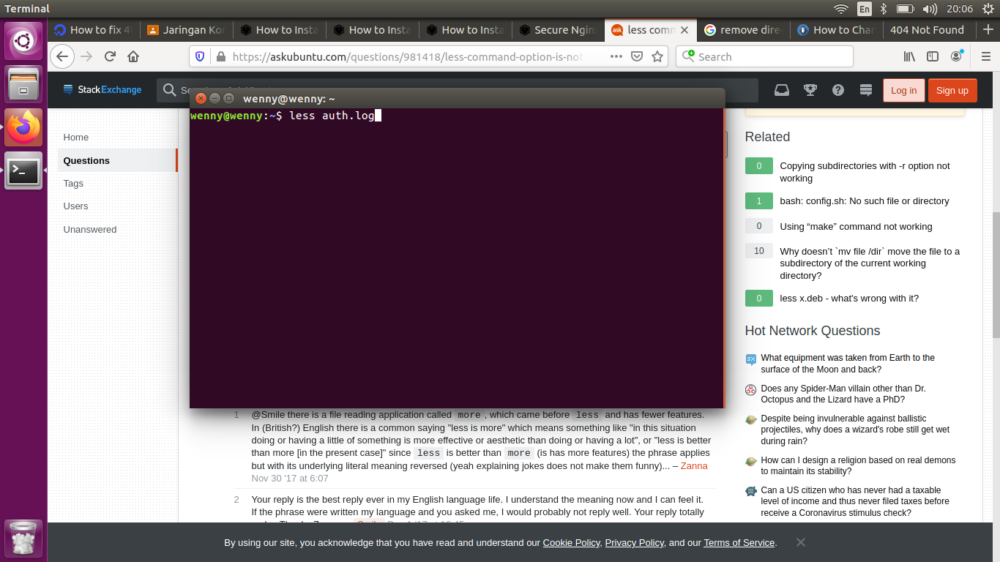 Terminal
En
20:06
How to fix 4
Jaringan Kor
How to Insta
How to Insta
How to Insta
Secure Ngin
less comm
remove dire
How to Char
404 Not Found
https://askubuntu.com/questions/981418/less-command-option-is-not
Search
StackExchange
Log in
Sign up
wenny@wenny: ~
wenny@wenny:~$ less auth.log
Home
Questions
Tags
Users
Unanswered
Related
0 Copying subdirectories with -r option not
working
1 bash: config.sh: No such file or directory
0 Using “make” command not working
10 Why doesn’t `mv file /dir` move the file to a
subdirectory of the current working
directory?
0 less x.deb - what's wrong with it?
Hot Network Questions
What equipment was taken from Earth to the
surface of the Moon and back?
Does any Spider-Man villain other than Dr.
Octopus and the Lizard have a PhD?
Despite being invulnerable against ballistic
projectiles, why does a wizard's robe still get wet
during rain?
How can I design a religion based on real demons
to maintain its stability?
Can a US citizen who has never had a taxable
level of income and thus never filed taxes before
receive a Coronavirus stimulus check?
1 @Smile there is a file reading application called more , which came before less and has fewer features.
In (British?) English there is a common saying "less is more" which means something like "in this situation
doing or having a little of something is more effective or aesthetic than doing or having a lot", or "less is better
than more [in the present case]" since less is better than more (is has more features) the phrase applies
but with its underlying literal meaning reversed (yeah explaining jokes does not make them funny)... – Zanna
Nov 30 '17 at 6:07
2 Your reply is the best reply ever in my English language life. I understand the meaning now and I can feel it.
If the phrase were written my language and you asked me, I would probably not reply well. Your reply totally
By using our site, you acknowledge that you have read and understand our Cookie Policy, Privacy Policy, and our Terms of Service.